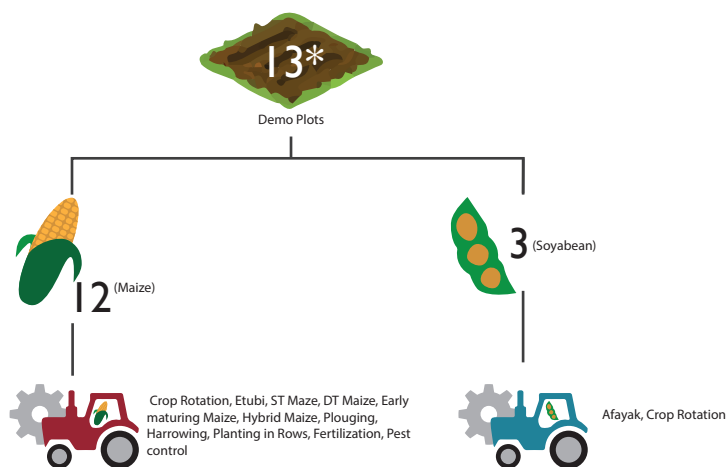 13*
Demo Plots
3 (Soyabean)
12 (Maize)
Crop Rotation, Etubi, ST Maze, DT Maize, Early
maturing Maize, Hybrid Maize, Plouging,
Harrowing, Planting in Rows, Fertilization, Pest
control
Afayak, Crop Rotation